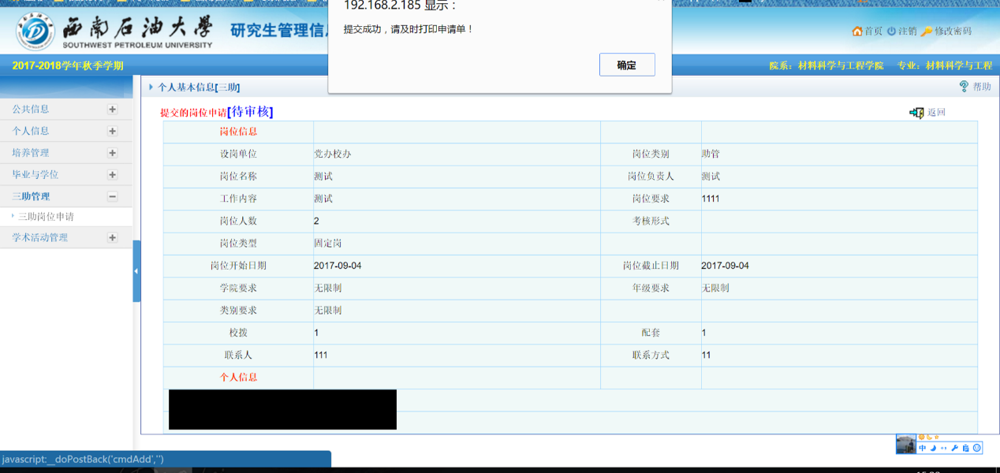 192.168.2.185 显示：
提交成功，请及时打印申请单！
确定
西南石油大学
SOUTHWEST PETROLEUM UNIVERSITY
研究生管理信
首页 注销 修改密码
2017-2018学年秋季学期
院系：材料科学与工程学院 专业：材料科学与工程
个人基本信息[三助]
帮助
公共信息
个人信息
培养管理
毕业与学位
三助管理
三助岗位申请
学术活动管理
提交的岗位申请[待审核]
返回
岗位信息
设岗单位 党办校办 岗位类别 助管
岗位名称 测试 岗位负责人 测试
工作内容 测试 岗位要求 1111
岗位人数 2 考核形式
岗位类型 固定岗
岗位开始日期 2017-09-04 岗位截止日期 2017-09-04
学院要求 无限制 年级要求 无限制
类别要求 无限制
校拨 1 配套 1
联系人 111 联系方式 11
个人信息
中
javascript:__doPostBack('cmdAdd','')